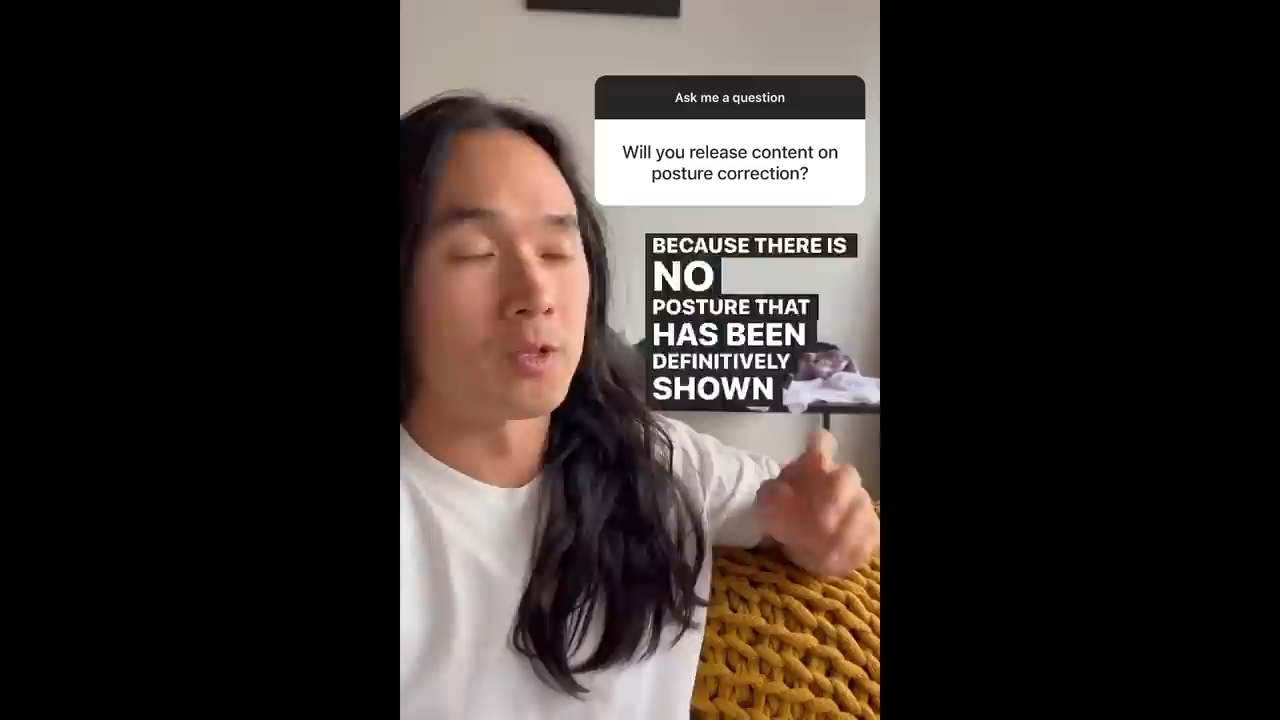 Ask me a question
Will you release content on
posture correction?
BECAUSE THERE IS
NO
POSTURE THAT
HAS BEEN
DEFINITIVELY
SHOWN